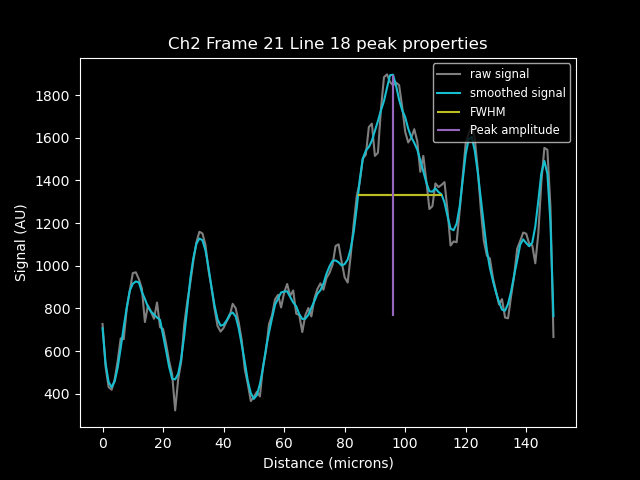 Ch2 Frame 21 Line 18 peak properties
raw signal
smoothed signal
FWHM
Peak amplitude
Signal (AU)
1800
1600
1400
1200
1000
800
600
400
0 20 40 60 80 100 120 140
Distance (microns)